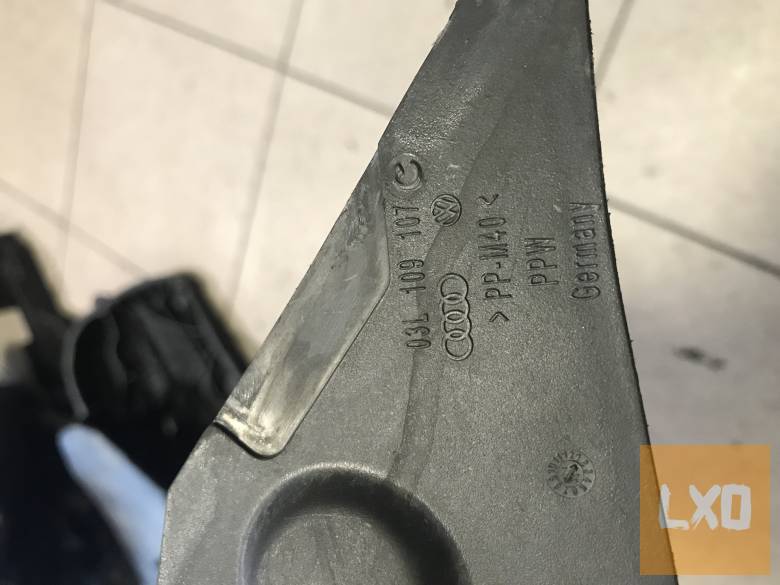 03L 109 107 C
>PP-M40<
PPW
Germany
LXO